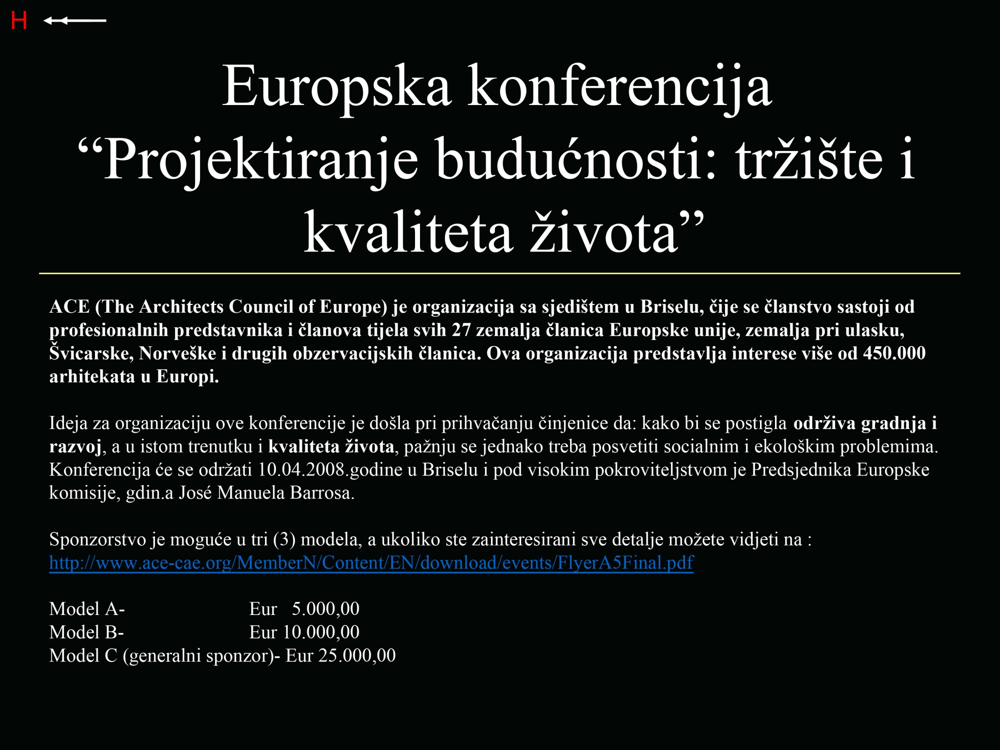 H
Europska konferencija
“Projektiranje budućnosti: tržište i
kvaliteta života”
ACE (The Architects Council of Europe) je organizacija sa sjedištem u Briselu, čije se članstvo sastoji od
profesionalnih predstavnika i članova tijela svih 27 zemalja članica Europske unije, zemalja pri ulasku,
Švicarske, Norveške i drugih obzervacijskih članica. Ova organizacija predstavlja interese više od 450.000
arhitekata u Europi.
Ideja za organizaciju ove konferencije je došla pri prihvačanju činjenice da: kako bi se postigla održiva gradnja i
razvoj, a u istom trenutku i kvaliteta života, pažnju se jednako treba posvetiti socialnim i ekološkim problemima.
Konferencija će se održati 10.04.2008.godine u Briselu i pod visokim pokroviteljstvom je Predsjednika Europske
komisije, gdin.a José Manuela Barrosa.
Sponzorstvo je moguće u tri (3) modela, a ukoliko ste zainteresirani sve detalje možete vidjeti na :
http://www.ace-cae.org/MemberN/Content/EN/download/events/FlyerA5Final.pdf
Model A- Eur 5.000,00
Model B- Eur 10.000,00
Model C (generalni sponzor)- Eur 25.000,00